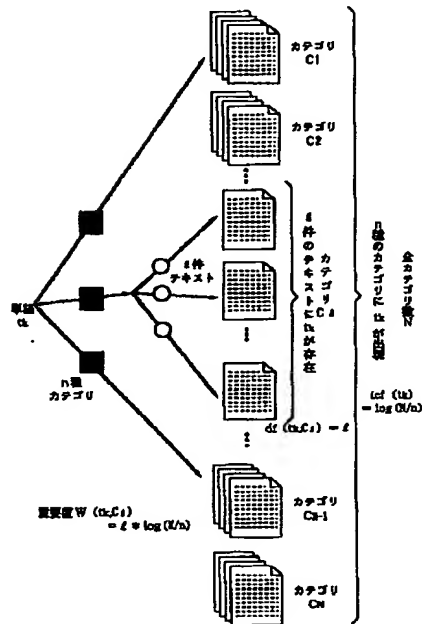 カテゴリ
C1
カテゴリ
C2
ℓ件
テキスト
単語
tk
n種
カテゴリ
カテゴリ
ℓ件のテキストにtkが存在
n種のカテゴリにtkが出現
全カテゴリ数N
df (tk,Cs) = ℓ
icf (tk)
= log(N/n)
重要度W (tk,Cs)
= ℓ * log(N/n)
カテゴリ
CN-1
カテゴリ
CN